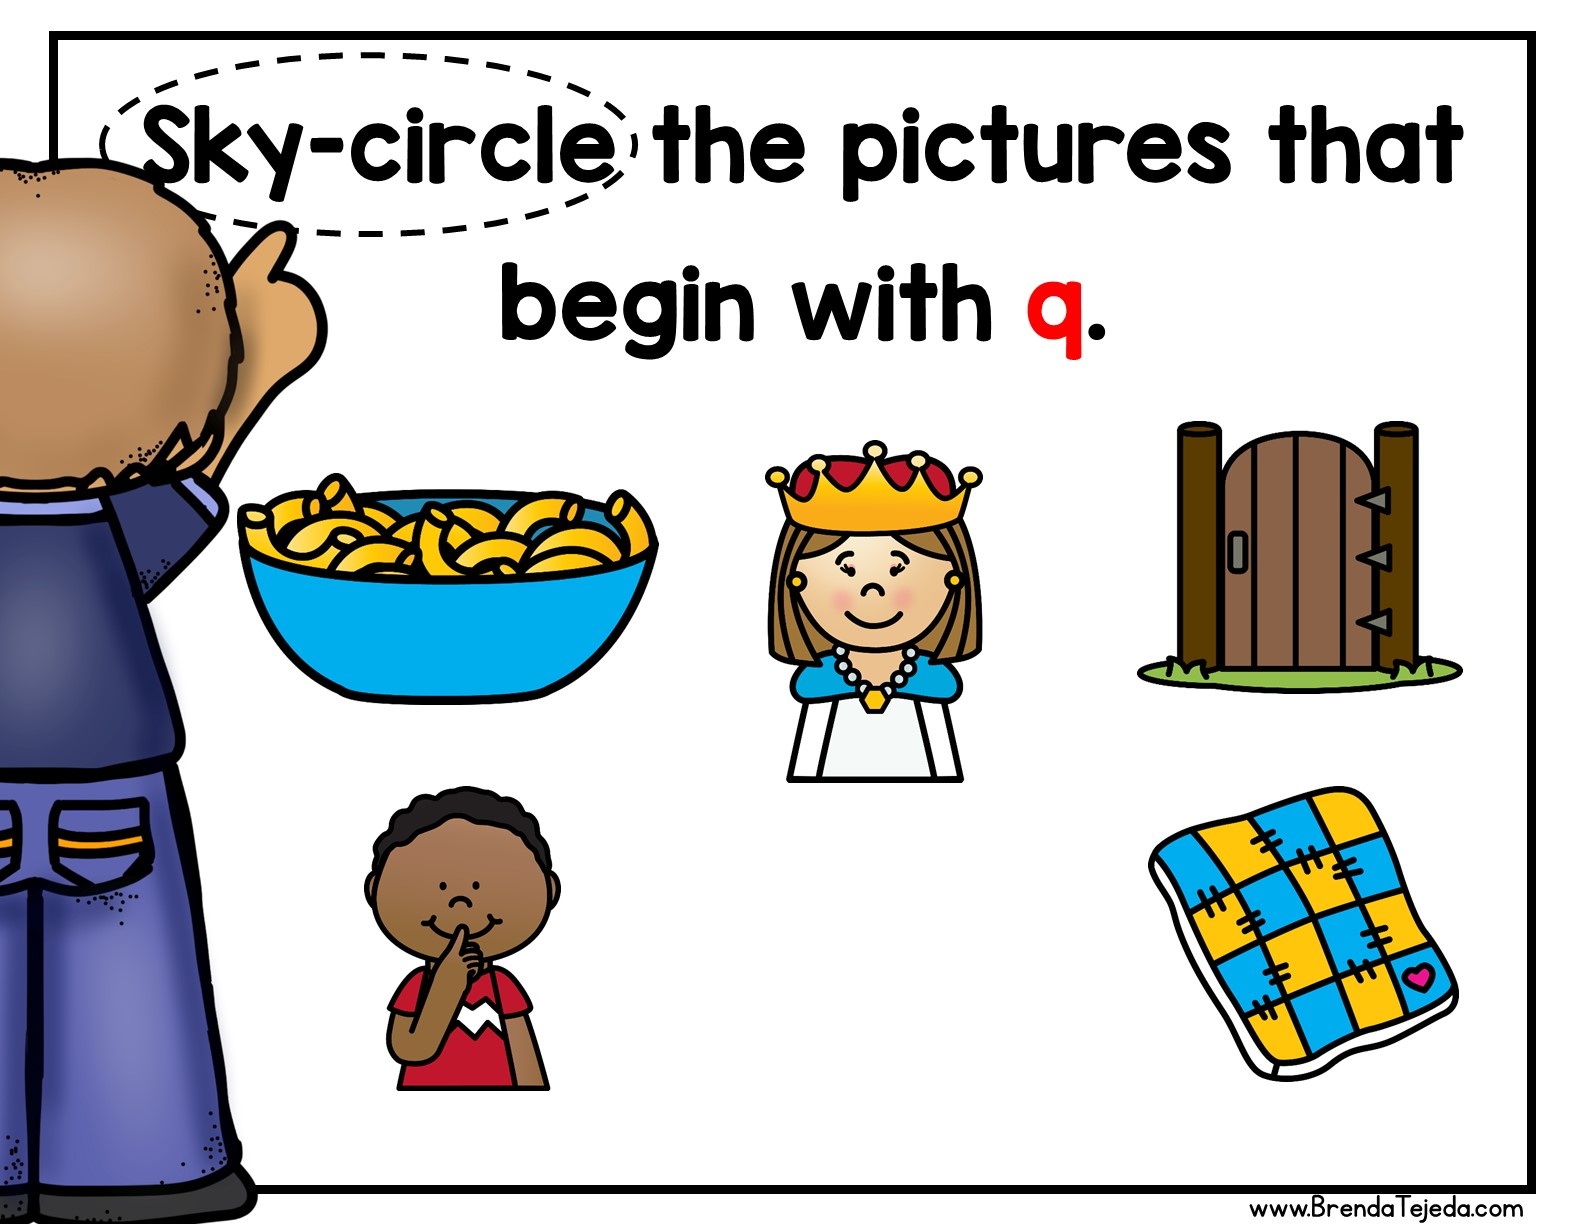 Sky-circle the pictures that
begin with q.
www.BrendaTejeda.com